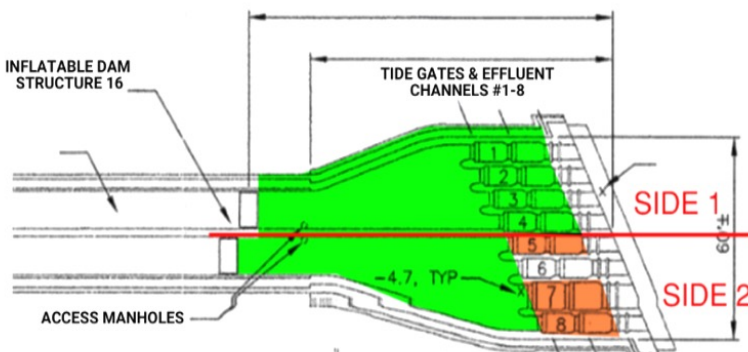 INFLATABLE DAM
STRUCTURE 16
TIDE GATES & EFFLUENT
CHANNELS #1-8
1
2
3
4
SIDE 1
5
6
-4.7, TYP
7
SIDE 2
8
ACCESS MANHOLES